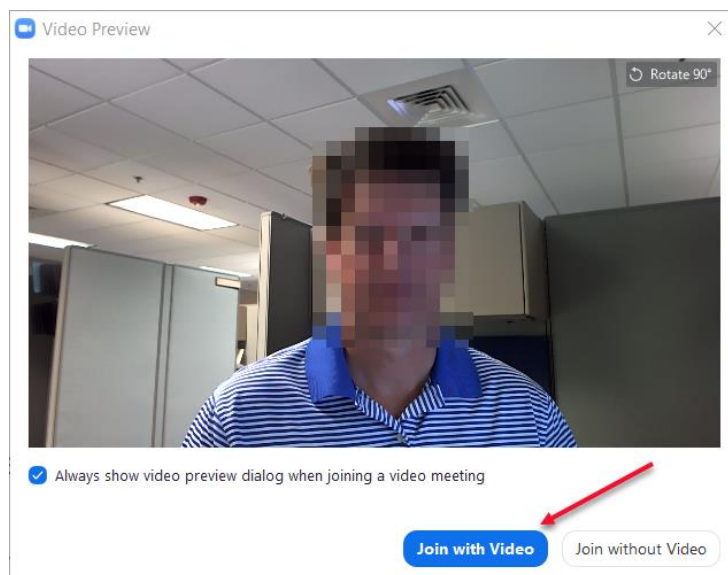 Video Preview
Rotate 90°
Always show video preview dialog when joining a video meeting
Join with Video
Join without Video